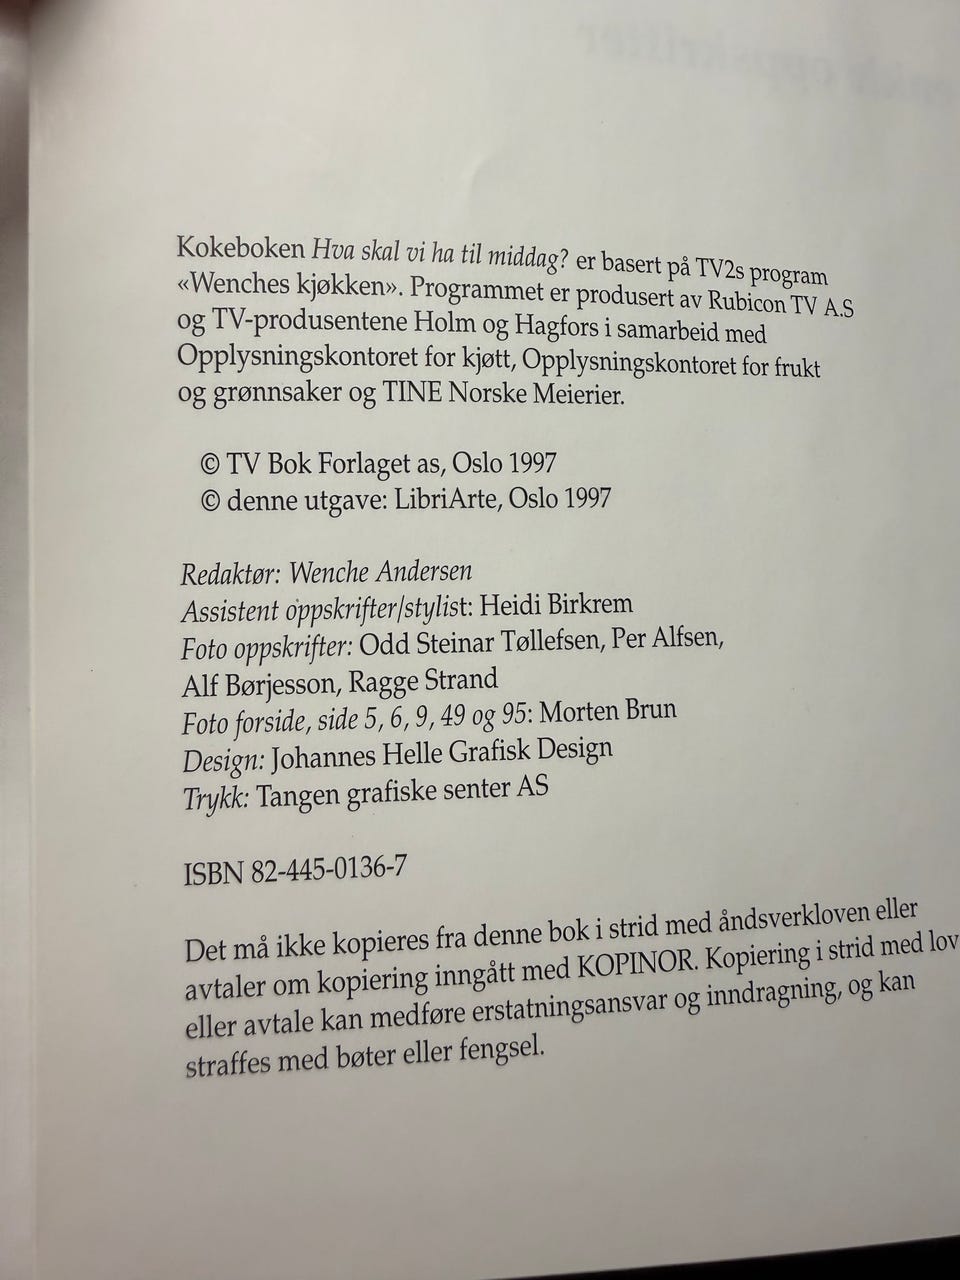 Kokeboken Hva skal vi ha til middag? er basert på TV2s program
«Wenches kjøkken». Programmet er produsert av Rubicon TV A.S
og TV-produsentene Holm og Hagfors i samarbeid med
Opplysningskontoret for kjøtt, Opplysningskontoret for frukt
og grønnsaker og TINE Norske Meierier.
© TV Bok Forlaget as, Oslo 1997
© denne utgave: LibriArte, Oslo 1997
Redaktør: Wenche Andersen
Assistent oppskrifter/stylist: Heidi Birkrem
Foto oppskrifter: Odd Steinar Tøllefsen, Per Alfsen,
Alf Børjesson, Ragge Strand
Foto forside, side 5, 6, 9, 49 og 95: Morten Brun
Design: Johannes Helle Grafisk Design
Trykk: Tangen grafiske senter AS
ISBN 82-445-0136-7
Det må ikke kopieres fra denne bok i strid med åndsverkloven eller
avtaler om kopiering inngått med KOPINOR. Kopiering i strid med lov
eller avtale kan medføre erstatningsansvar og inndragning, og kan
straffes med bøter eller fengsel.